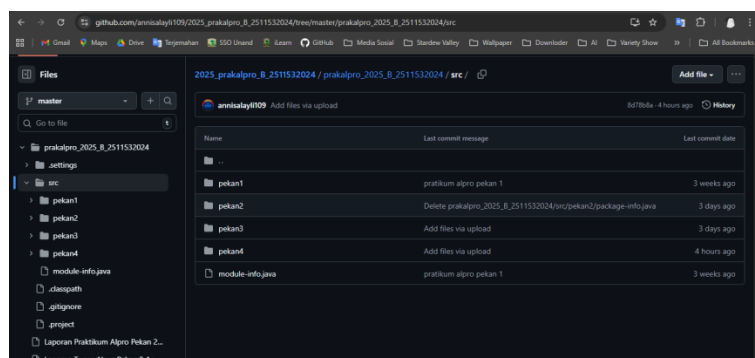 github.com/annisalayli109/2025_prakalpro_B_2511532024/tree/master/prakalpro_2025_B_2511532024/src
Gmail Maps Drive Terjemahan SSO Unand iLearn GitHub Media Sosial Stardew Valley Wallpaper Downloder AI Variety Show » All Bookmarks
Files
master
Go to file t
prakalpro_2025_B_2511532024
.settings
src
pekan1
pekan2
pekan3
pekan4
module-info.java
.classpath
.gitignore
.project
Laporan Praktikum Alpro Pekan 2...
2025_prakalpro_B_2511532024 / prakalpro_2025_B_2511532024 / src /
Add file
annisalayli109 Add files via upload 8d78b8a · 4 hours ago History
Name Last commit message Last commit date
..
pekan1 pratikum alpro pekan 1 3 weeks ago
pekan2 Delete prakalpro_2025_B_2511532024/src/pekan2/package-info.java 3 days ago
pekan3 Add files via upload 3 days ago
pekan4 Add files via upload 4 hours ago
module-info.java pratikum alpro pekan 1 3 weeks ago